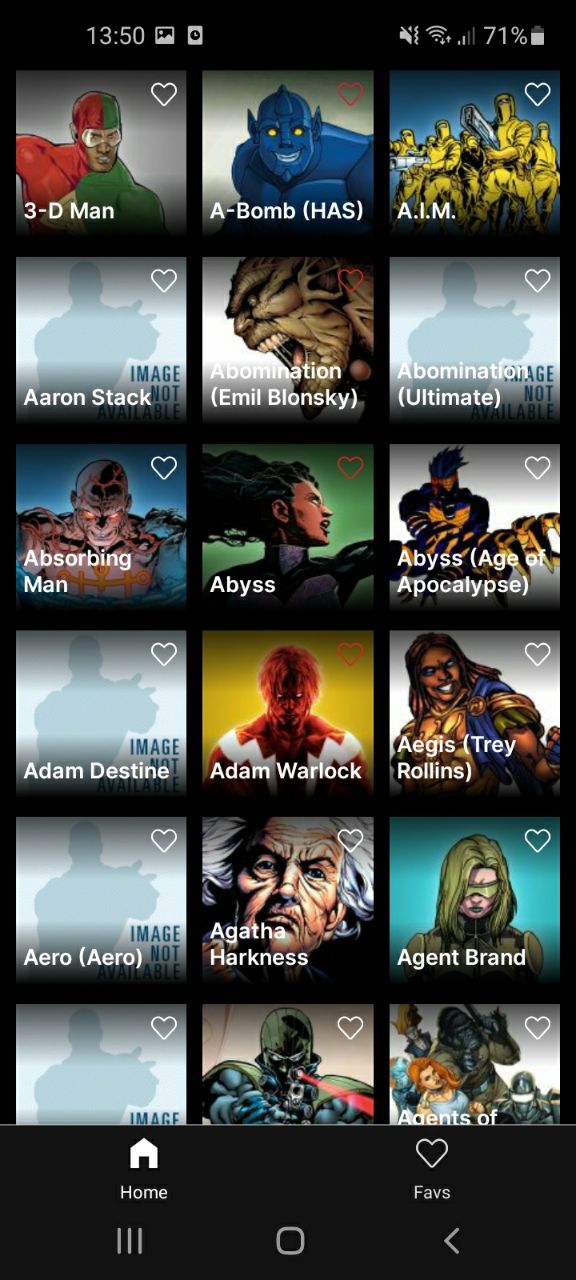 13:50
71%
3-D Man
A-Bomb (HAS)
A.I.M.
IMAGE
NOT
AVAILABLE
Aaron Stack
Abomination
(Emil Blonsky)
IMAGE
NOT
AVAILABLE
Abomination
(Ultimate)
Absorbing
Man
Abyss
Abyss (Age of
Apocalypse)
IMAGE
NOT
AVAILABLE
Adam Destine
Adam Warlock
Aegis (Trey
Rollins)
IMAGE
NOT
AVAILABLE
Aero (Aero)
Agatha
Harkness
Agent Brand
IMAGE
Agents of
Home
Favs